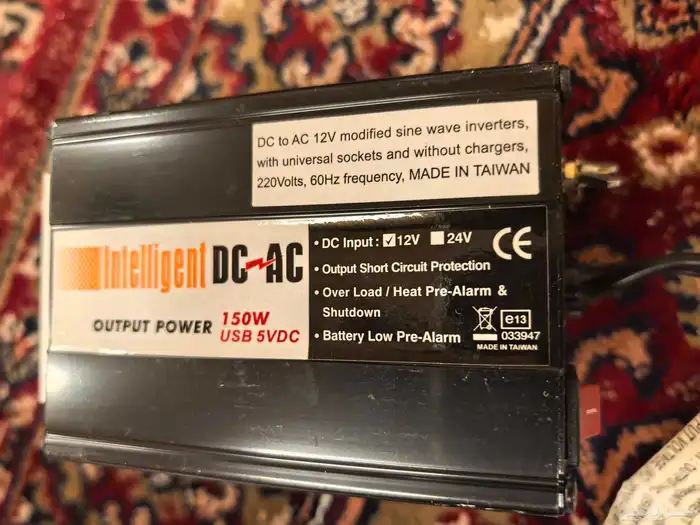 DC to AC 12V modified sine wave inverters,
with universal sockets and without chargers,
220Volts, 60Hz frequency, MADE IN TAIWAN
Intelligent DC AC
OUTPUT POWER 150W
USB 5VDC
• DC Input : ☑12V ☐24V
• Output Short Circuit Protection
• Over Load / Heat Pre-Alarm &
Shutdown
• Battery Low Pre-Alarm
CE
e13
033947
MADE IN TAIWAN